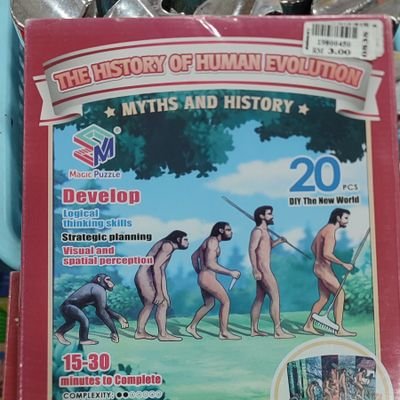 19900450
RM 3.00
THE HISTORY OF HUMAN EVOLUTION
★ MYTHS AND HISTORY ★
Magic Puzzle
®
20 PCS
DIY The New World
Develop
Logical
thinking skills
Strategic planning
Visual and
spatial perception
15-30
minutes to Complete
COMPLEXITY: